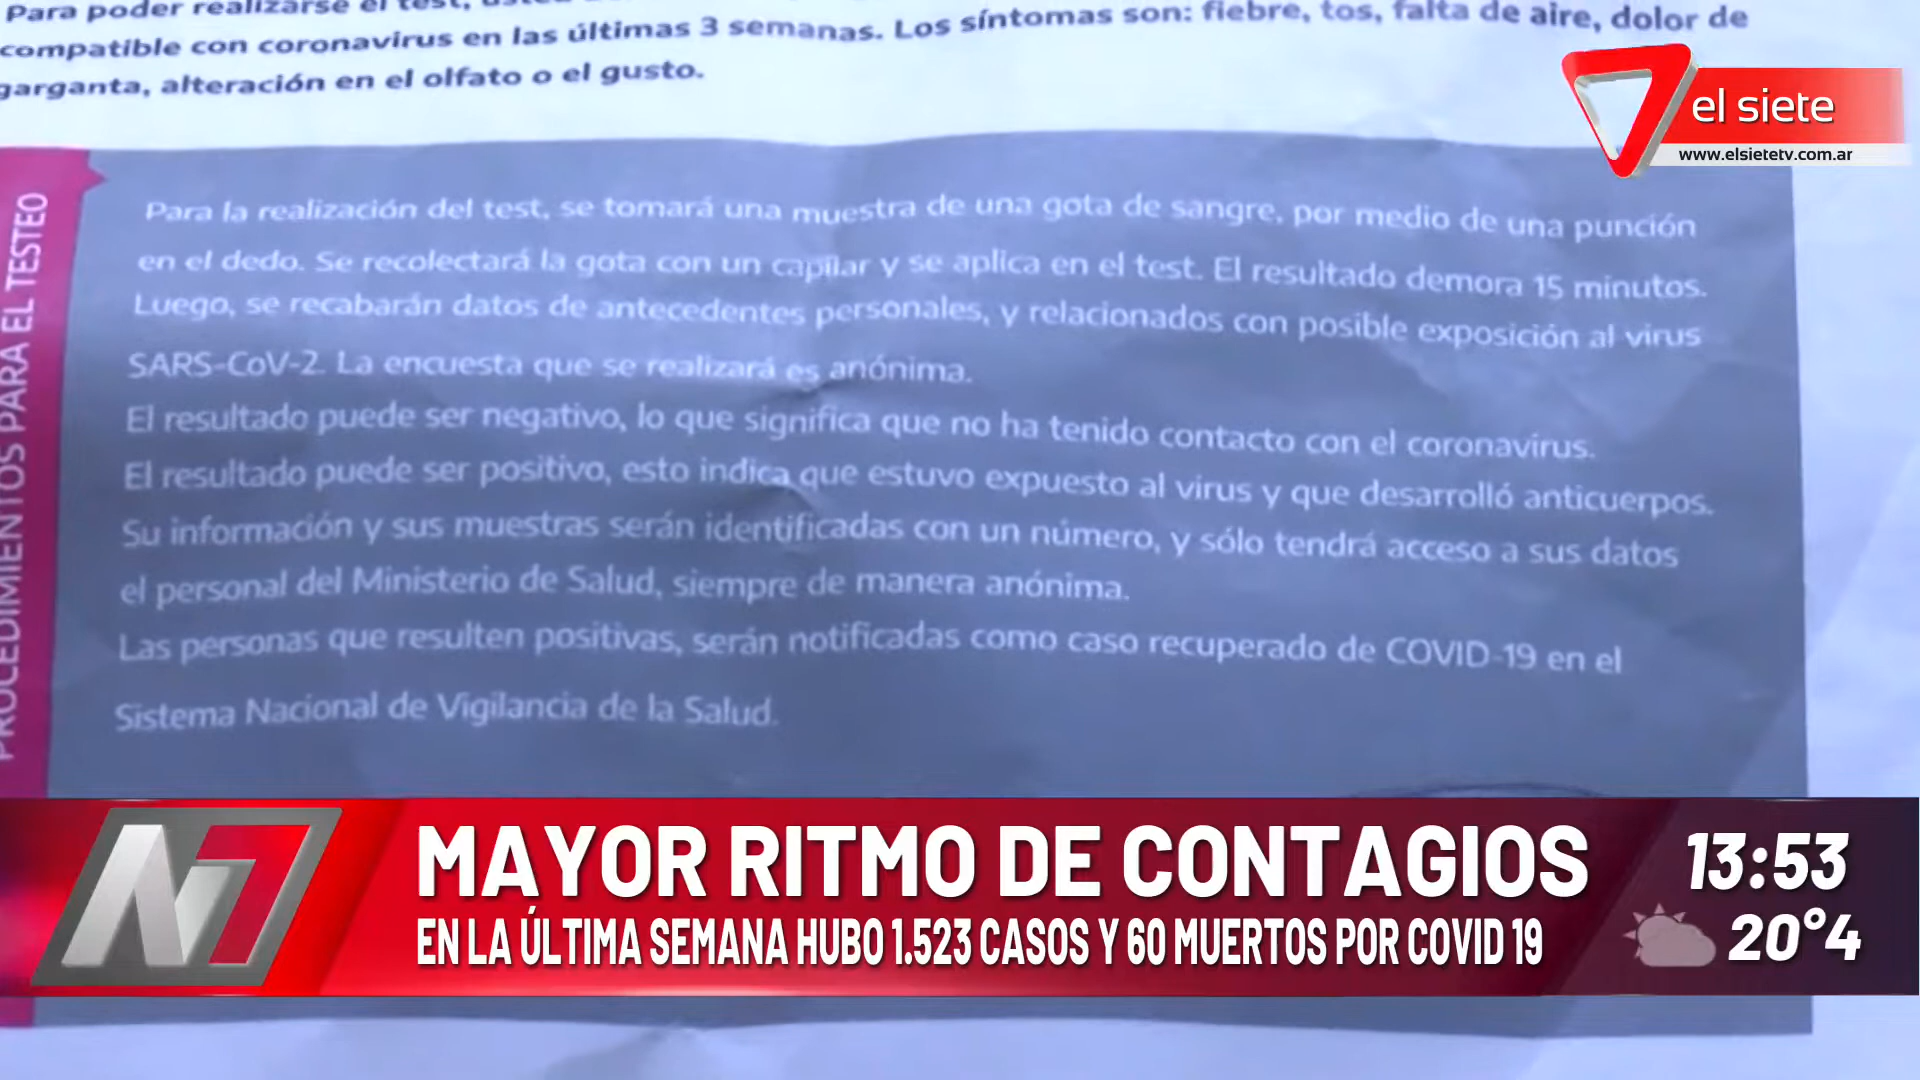 Para poder realizarse el test,
compatible con coronavirus en las últimas 3 semanas. Los síntomas son: fiebre, tos, falta de aire, dolor de
garganta, alteración en el olfato o el gusto.
el siete
www.elsietetv.com.ar
PROCEDIMIENTOS PARA EL TESTEO
Para la realización del test, se tomará una muestra de una gota de sangre, por medio de una punción
en el dedo. Se recolectará la gota con un capilar y se aplica en el test. El resultado demora 15 minutos.
Luego, se recabarán datos de antecedentes personales, y relacionados con posible exposición al virus
SARS-CoV-2. La encuesta que se realizará es anónima.
El resultado puede ser negativo, lo que significa que no ha tenido contacto con el coronavirus.
El resultado puede ser positivo, esto indica que estuvo expuesto al virus y que desarrolló anticuerpos.
Su información y sus muestras serán identificadas con un número, y sólo tendrá acceso a sus datos
el personal del Ministerio de Salud, siempre de manera anónima.
Las personas que resulten positivas, serán notificadas como caso recuperado de COVID-19 en el
Sistema Nacional de Vigilancia de la Salud.
N7
MAYOR RITMO DE CONTAGIOS
EN LA ÚLTIMA SEMANA HUBO 1.523 CASOS Y 60 MUERTOS POR COVID 19
13:53
20°4